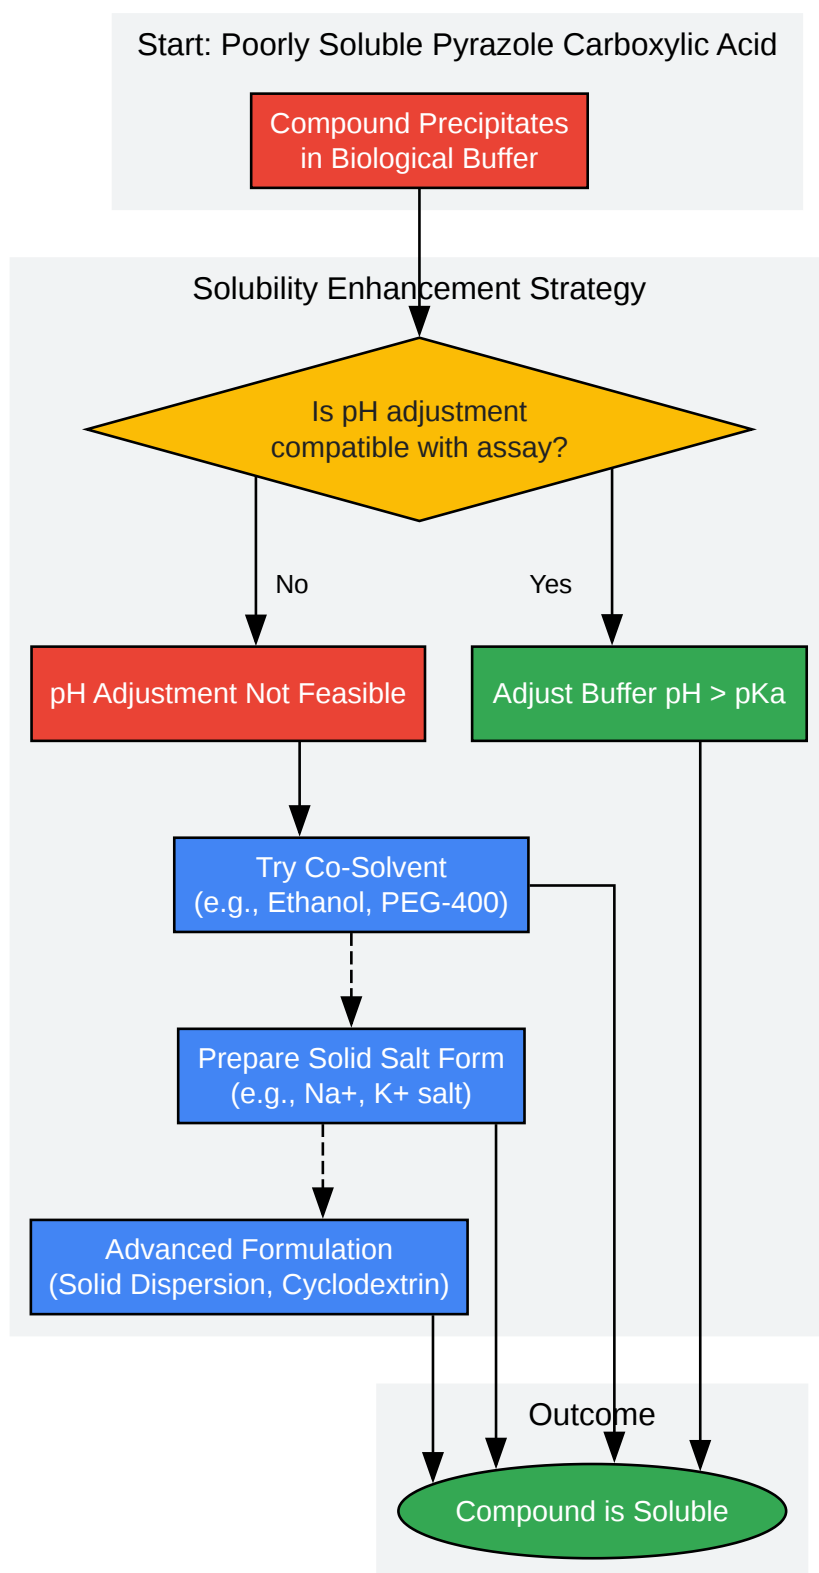 Start: Poorly Soluble Pyrazole Carboxylic Acid
Compound Precipitates
in Biological Buffer
Solubility Enhancement Strategy
Is pH adjustment
compatible with assay?
No
Yes
pH Adjustment Not Feasible
Adjust Buffer pH > pKa
Try Co-Solvent
(e.g., Ethanol, PEG-400)
Prepare Solid Salt Form
(e.g., Na+, K+ salt)
Advanced Formulation
(Solid Dispersion, Cyclodextrin)
Outcome
Compound is Soluble